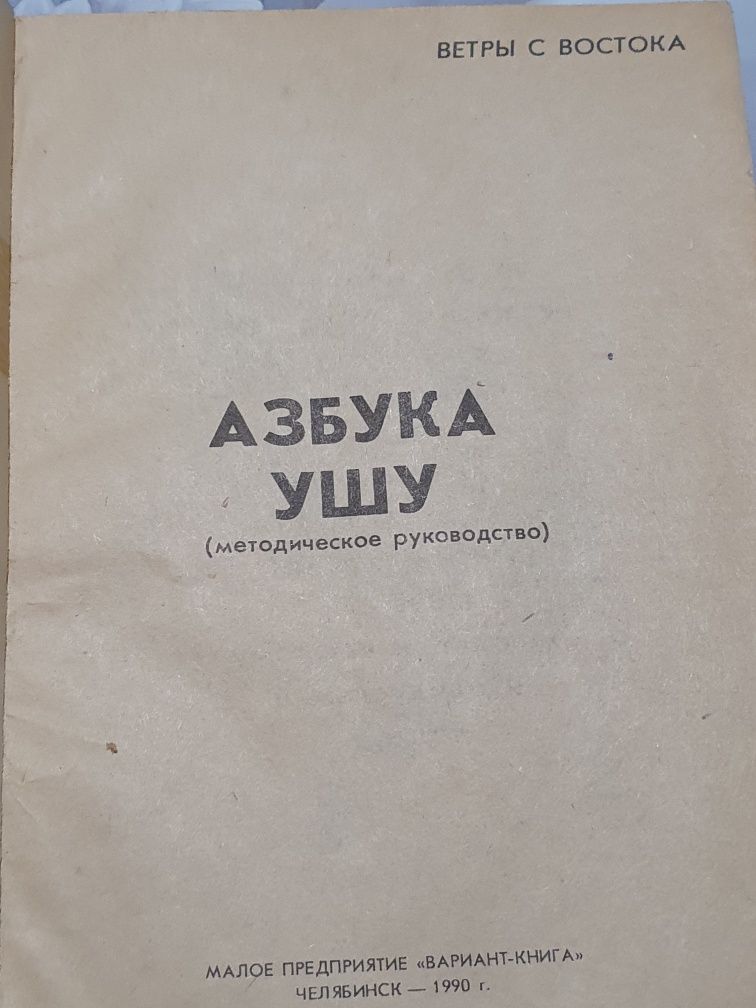 ВЕТРЫ С ВОСТОКА
АЗБУКА
УШУ
(методическое руководство)
МАЛОЕ ПРЕДПРИЯТИЕ «ВАРИАНТ-КНИГА»
ЧЕЛЯБИНСК — 1990 г.